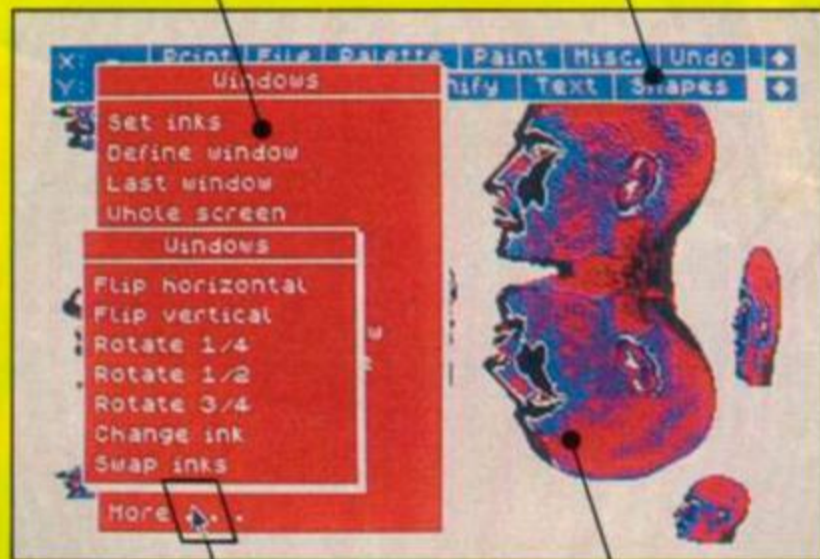 X: Print File Palette Paint Misc. Undo
Y: nify Text Shapes
Windows
Set inks
Define window
Last window
Whole screen
Windows
Flip horizontal
Flip vertical
Rotate 1/4
Rotate 1/2
Rotate 3/4
Change ink
Swap inks
More ...